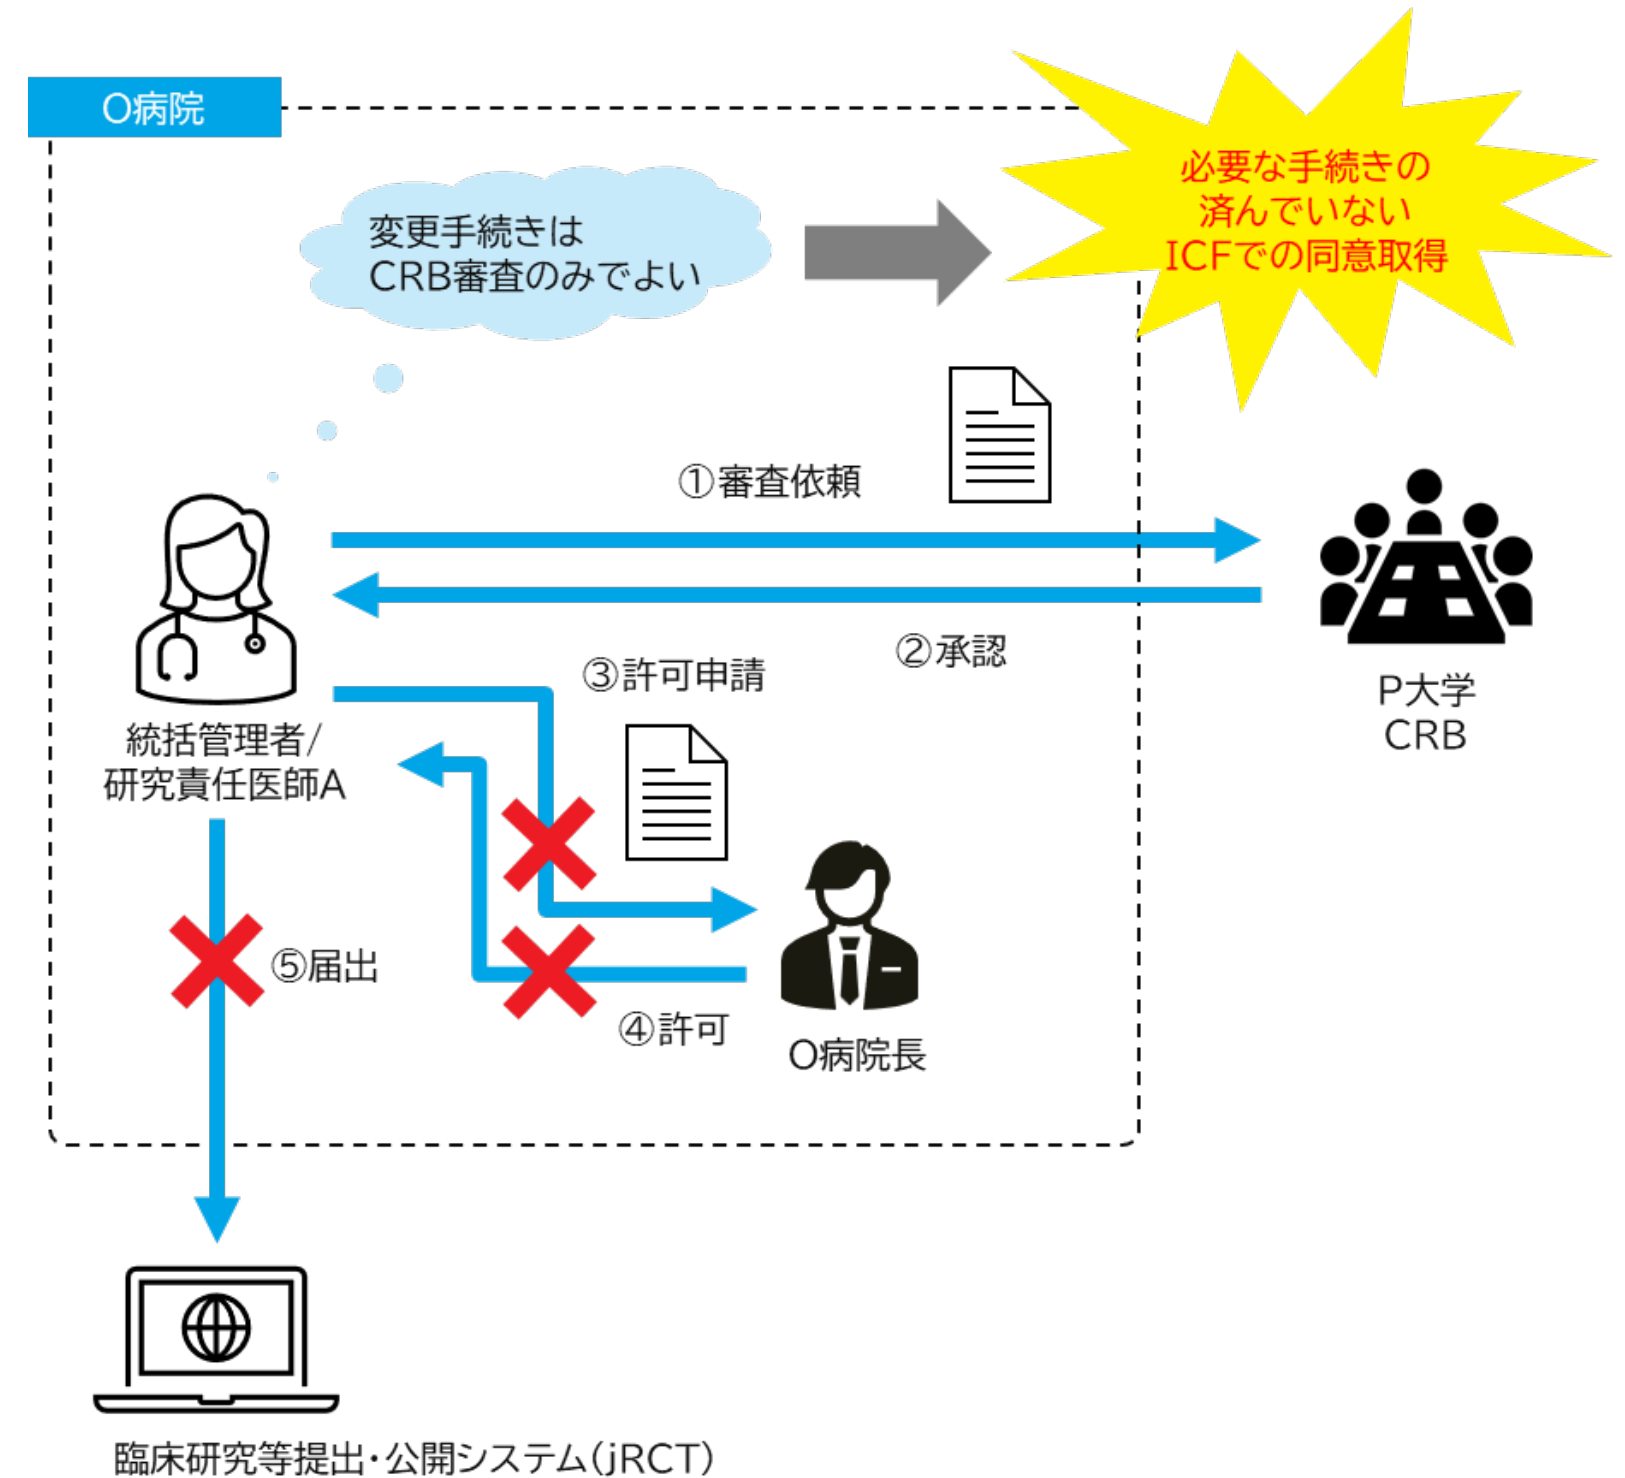 O病院
変更手続きは
CRB審査のみでよい
必要な手続きの
済んでいない
ICFでの同意取得
①審査依頼
②承認
P大学
CRB
③許可申請
統括管理者/
研究責任医師A
⑤届出
④許可
O病院長
臨床研究等提出・公開システム(jRCT)